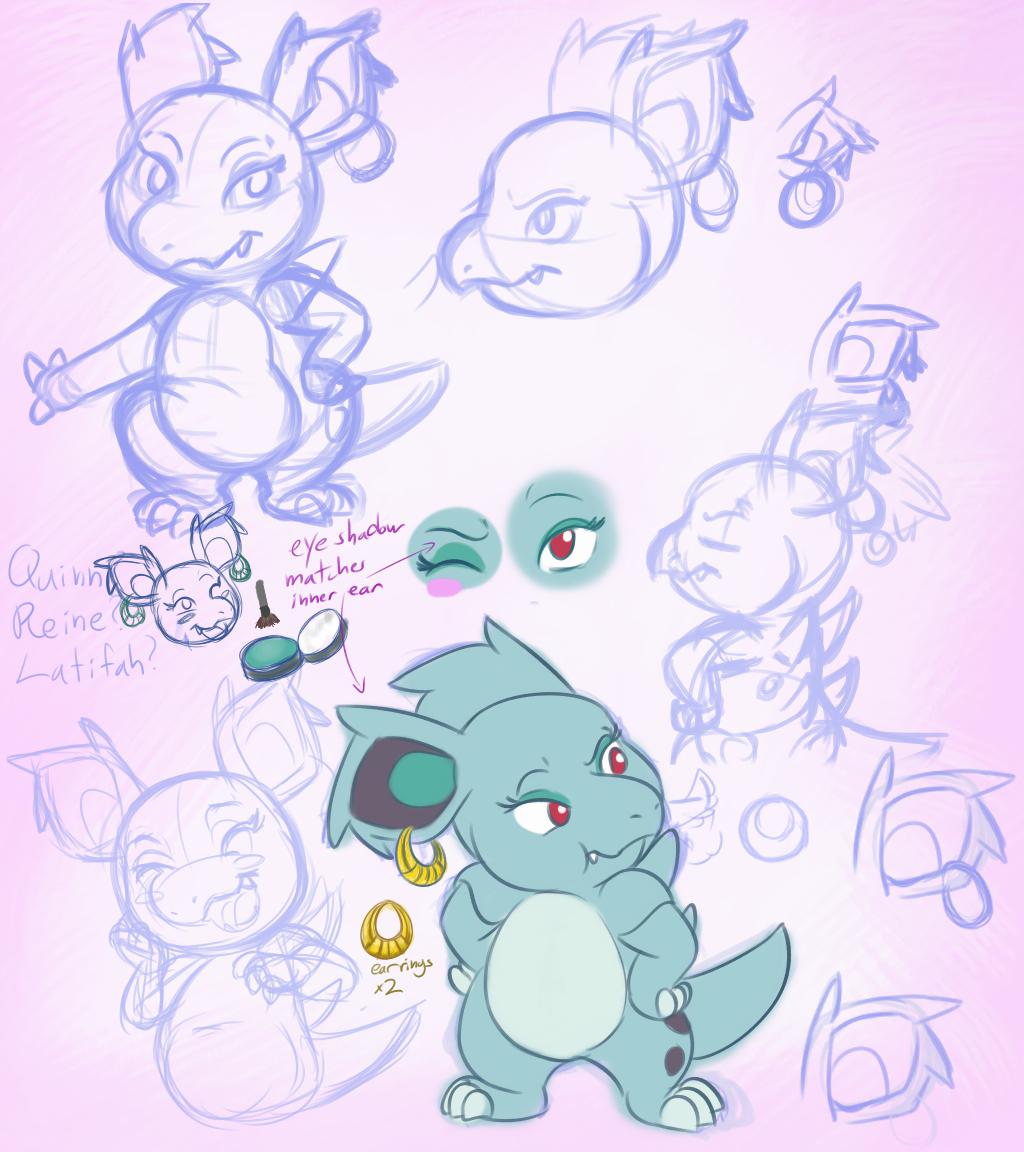 Quinn
Reine?
Latifah?
eye shadow
matches
inner ear
earrings
x2